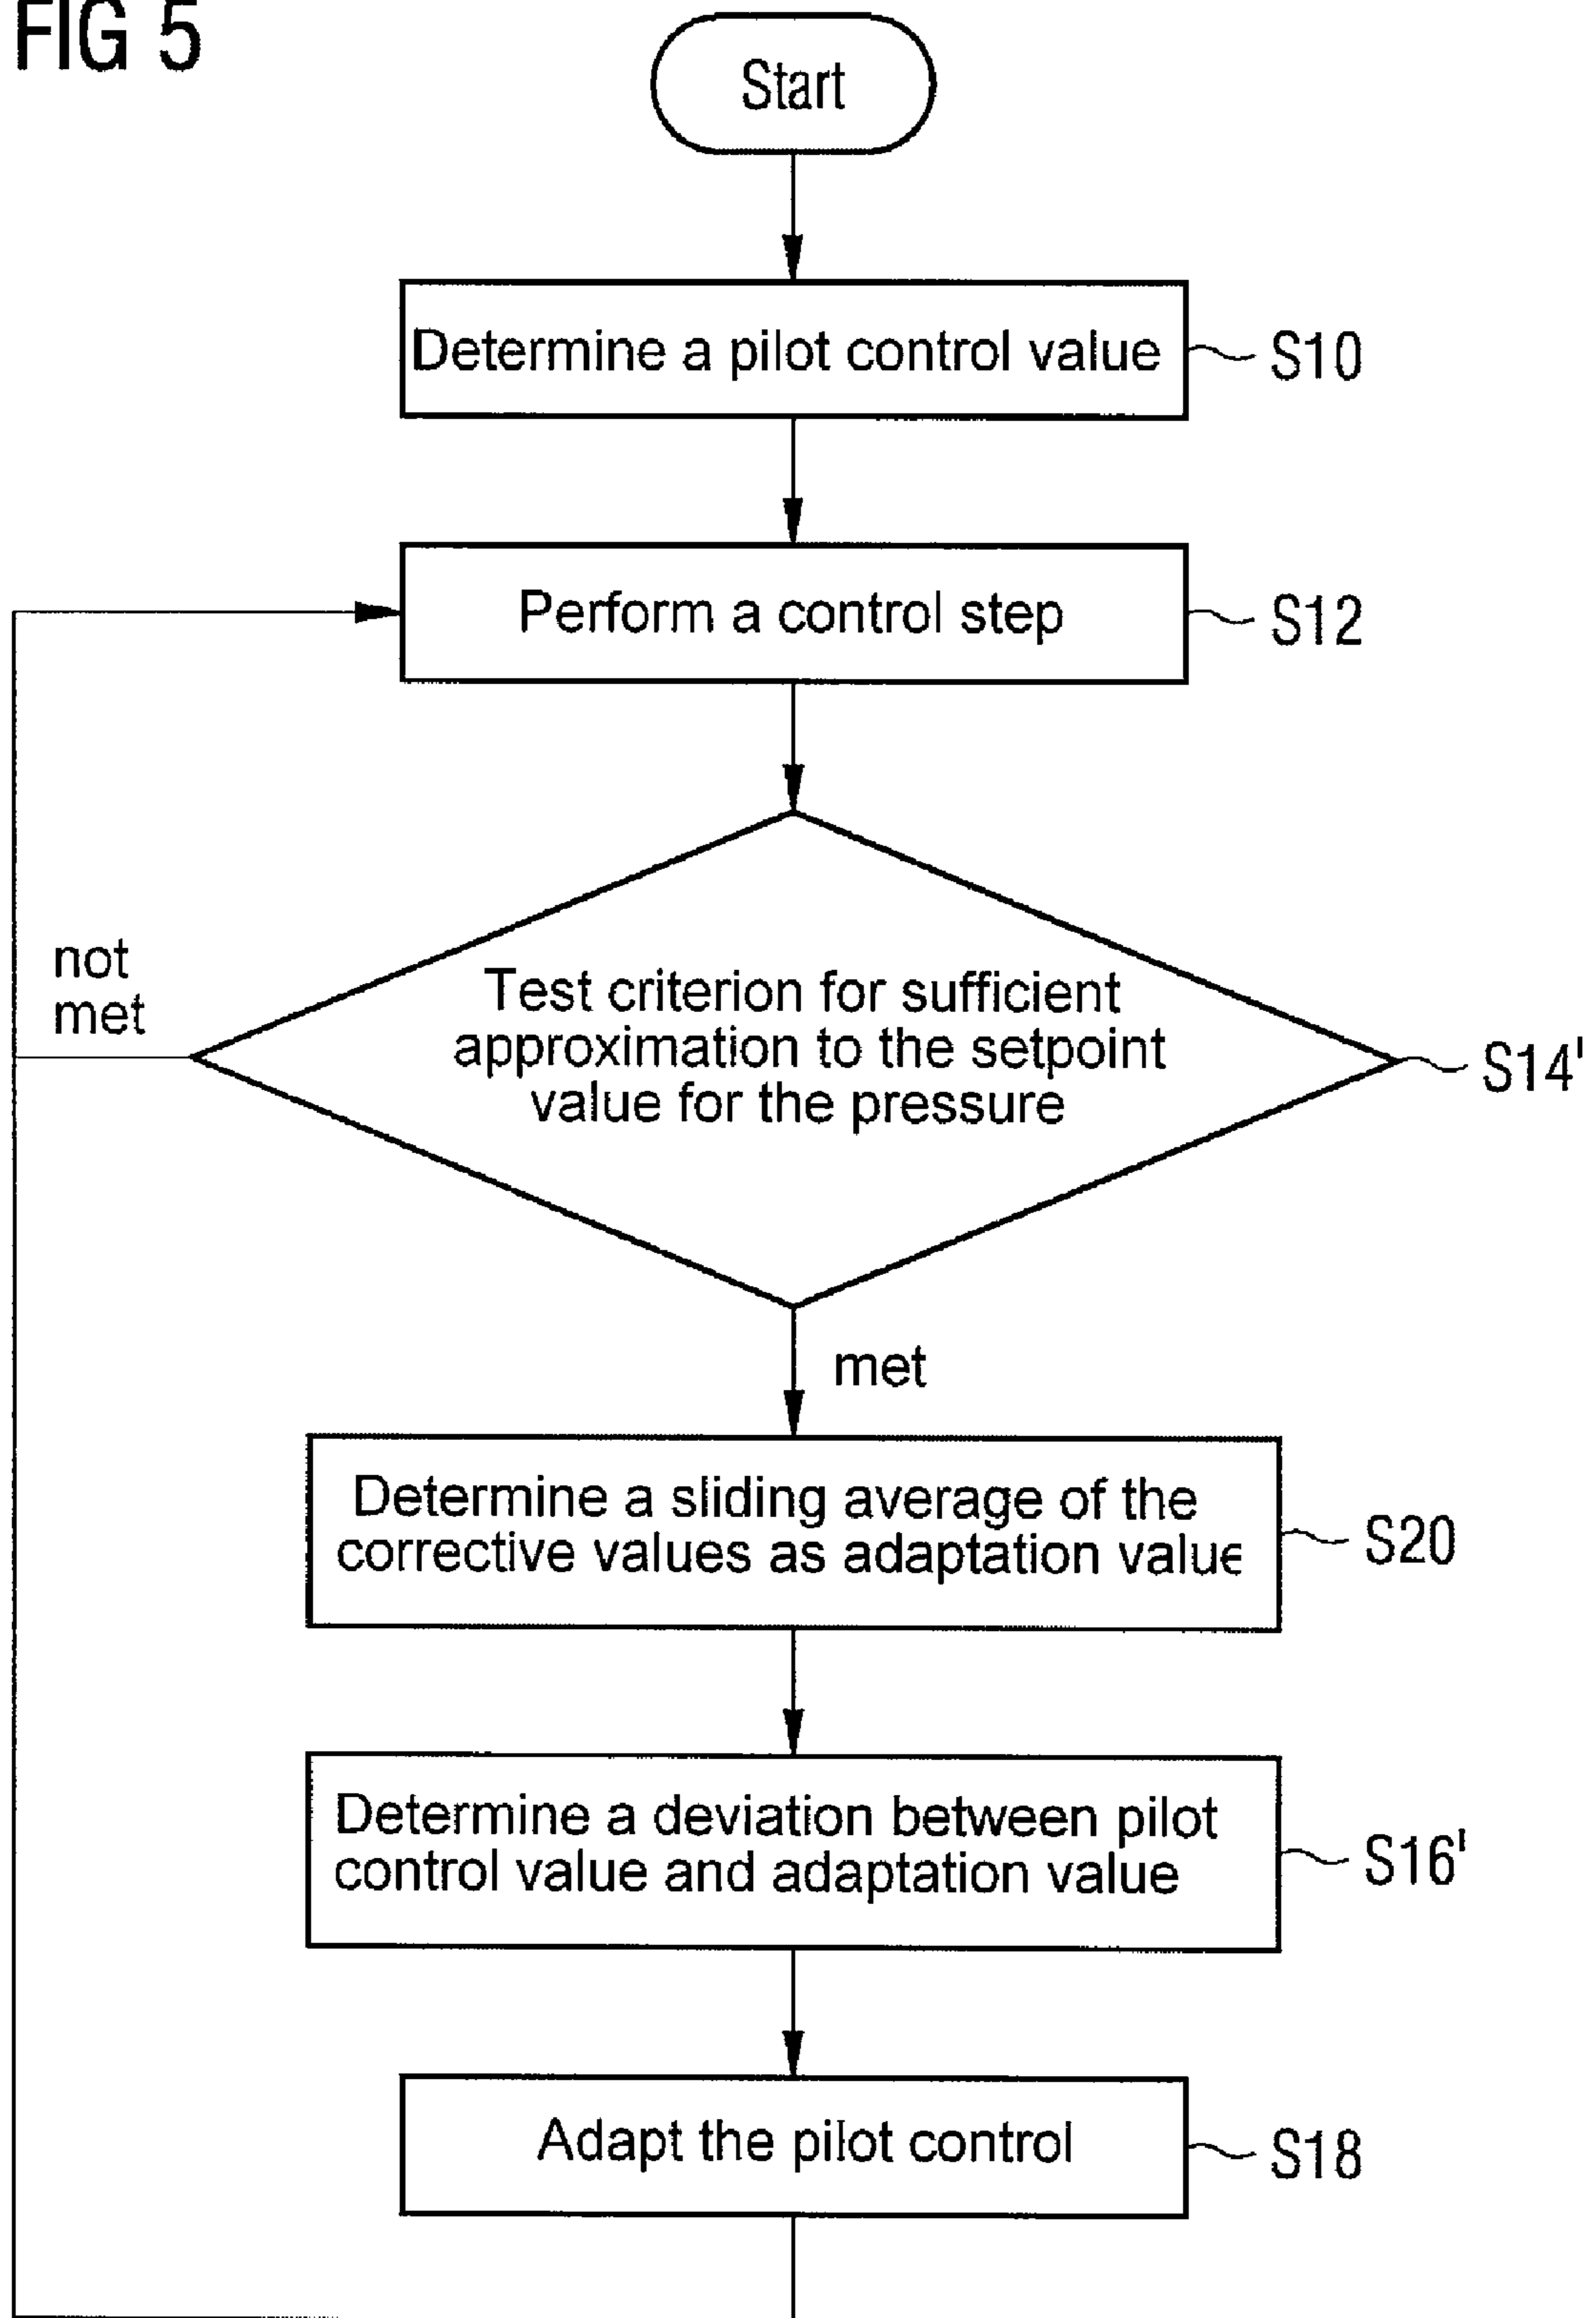 FIG 5
Start
Determine a pilot control value
S10
Perform a control step
S12
not
met
Test criterion for sufficient
approximation to the setpoint
value for the pressure
S14'
met
Determine a sliding average of the
corrective values as adaptation value
S20
Determine a deviation between pilot
control value and adaptation value
S16'
Adapt the pilot control
S18